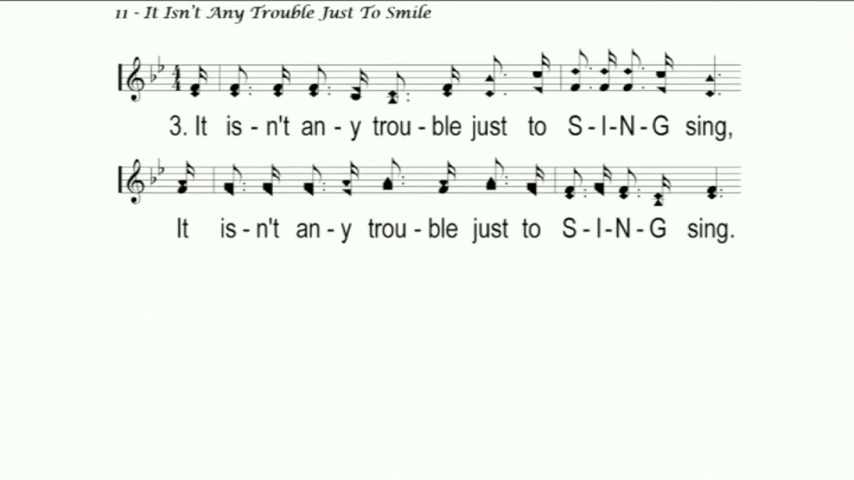 11 - It Isn't Any Trouble Just To Smile
3. It is - n't an - y trou - ble just to S - I - N - G sing,
It is - n't an - y trou - ble just to S - I - N - G sing.